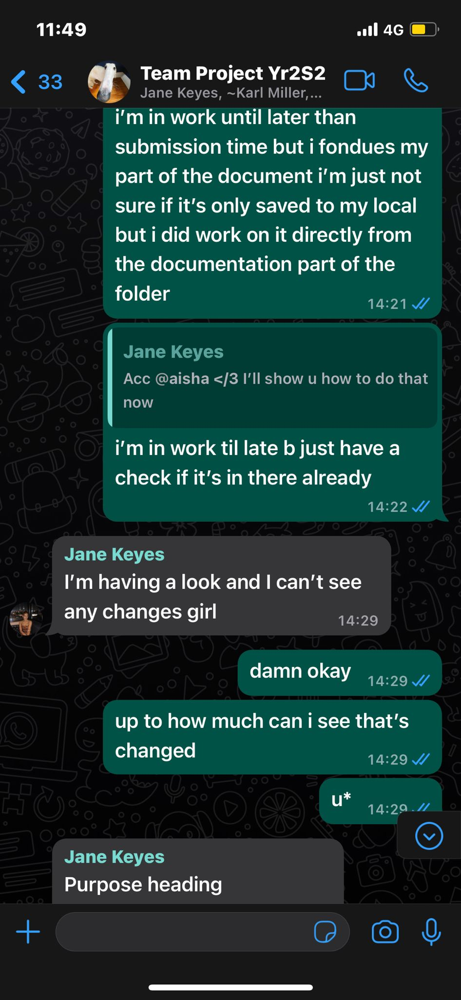 11:49
4G
33
Team Project Yr2S2
Jane Keyes, ~Karl Miller,...
i’m in work until later than
submission time but i fondues my
part of the document i’m just not
sure if it’s only saved to my local
but i did work on it directly from
the documentation part of the
folder
14:21
Jane Keyes
Acc @aisha </3 I’ll show u how to do that
now
i’m in work til late b just have a
check if it’s in there already
14:22
Jane Keyes
I’m having a look and I can’t see
any changes girl
14:29
damn okay
14:29
up to how much can i see that’s
changed
14:29
u*
14:29
Jane Keyes
Purpose heading